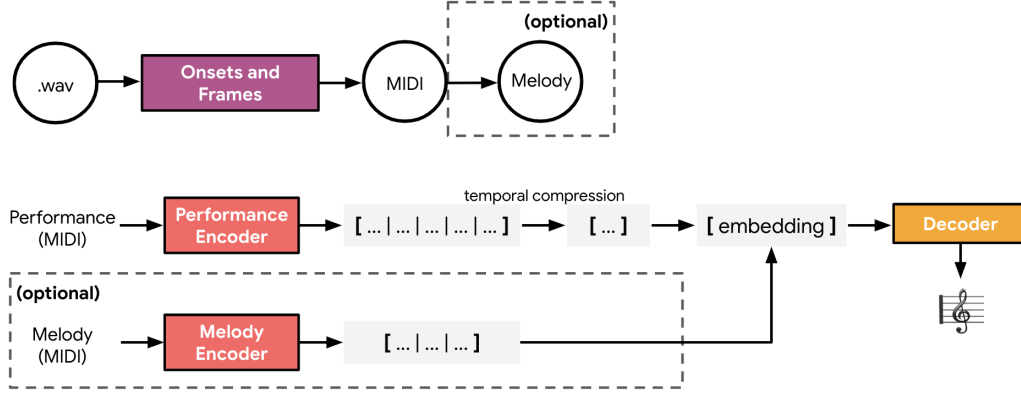 (optional)
.wav
Onsets and
Frames
MIDI
Melody
temporal compression
Performance
(MIDI)
Performance
Encoder
[ ... | ... | ... | ... | ... ]
[ ... ]
[ embedding ]
Decoder
(optional)
Melody
(MIDI)
Melody
Encoder
[ ... | ... | ... ]